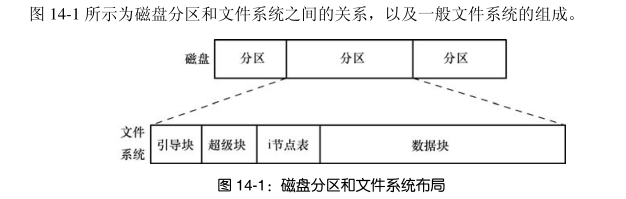 图 14-1 所示为磁盘分区和文件系统之间的关系，以及一般文件系统的组成。
磁盘 分区 分区 分区
文件
系统
引导块 超级块 i节点表 数据块
图 14-1：磁盘分区和文件系统布局